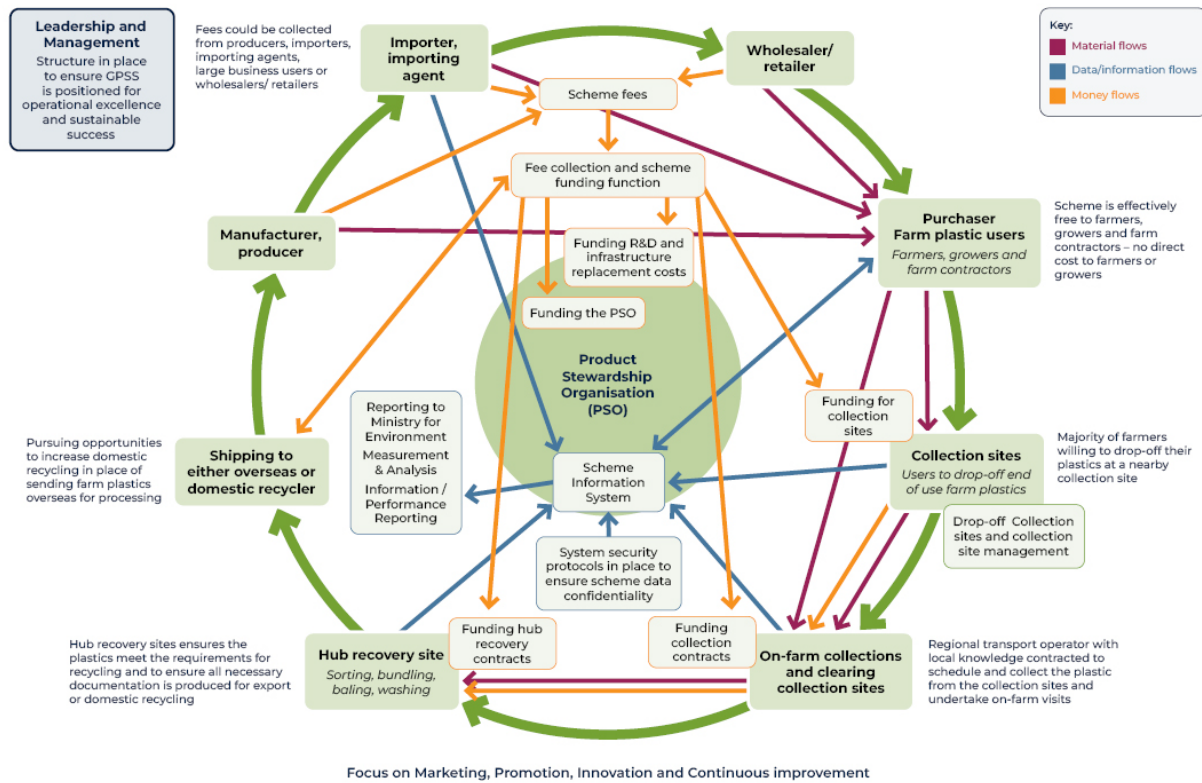 Leadership and
Management
Structure in place
to ensure GPSS
is positioned for
operational excellence
and sustainable
success
Fees could be collected
from producers, importers,
importing agents,
large business users or
wholesalers/ retailers
Importer,
importing
agent
Wholesaler/
retailer
Key:
Material flows
Data/information flows
Money flows
Scheme fees
Fee collection and scheme
funding function
Manufacturer,
producer
Funding R&D and
infrastructure
replacement costs
Funding the PSO
Purchaser
Farm plastic users
Farmers, growers and
farm contractors
Scheme is effectively
free to farmers,
growers and farm
contractors – no direct
cost to farmers or
growers
Product
Stewardship
Organisation
(PSO)
Reporting to
Ministry for
Environment
Measurement
& Analysis
Information /
Performance
Reporting
Funding for
collection
sites
Pursuing opportunities
to increase domestic
recycling in place of
sending farm plastics
overseas for processing
Shipping to
either overseas or
domestic recycler
Scheme
Information
System
Collection sites
Users to drop-off end
of use farm plastics
Majority of farmers
willing to drop-off their
plastics at a nearby
collection site
Drop-off Collection
sites and collection
site management
System security
protocols in place to
ensure scheme data
confidentiality
Hub recovery sites ensures the
plastics meet the requirements for
recycling and to ensure all necessary
documentation is produced for export
or domestic recycling
Hub recovery site
Sorting, bundling,
baling, washing
Funding hub
recovery
contracts
Funding
collection
contracts
On-farm collections
and clearing
collection sites
Regional transport operator with
local knowledge contracted to
schedule and collect the plastic
from the collection sites and
undertake on-farm visits
Focus on Marketing, Promotion, Innovation and Continuous improvement